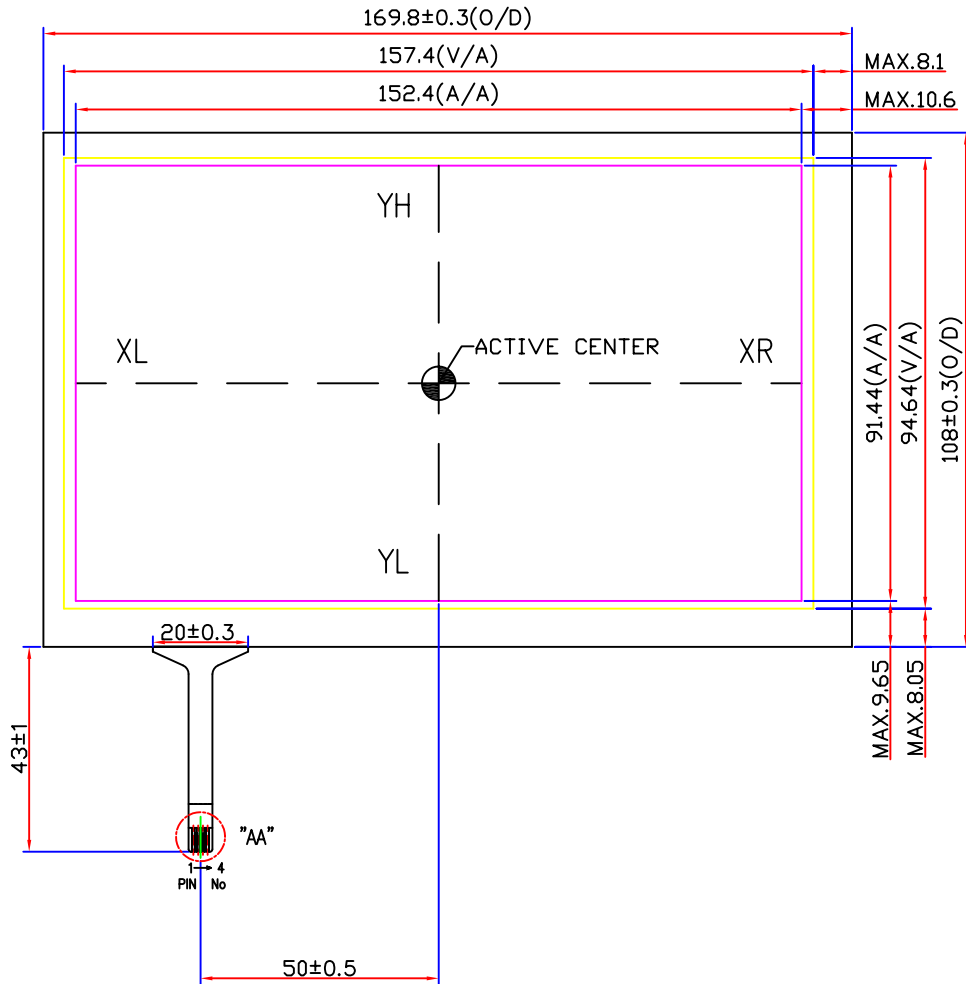 169.8±0.3(O/D)
157.4(V/A)
MAX.8.1
152.4(A/A)
MAX.10.6
YH
XL
ACTIVE CENTER
XR
91.44(A/A)
94.64(V/A)
108±0.3(O/D)
YL
20±0.3
MAX.9.65
MAX.8.05
43±1
"AA"
1 → 4
PIN No
50±0.5